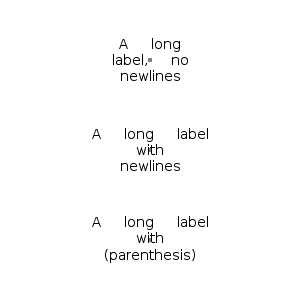 A long
label, no
newlines
A long label
with
newlines
A long label
with
(parenthesis)